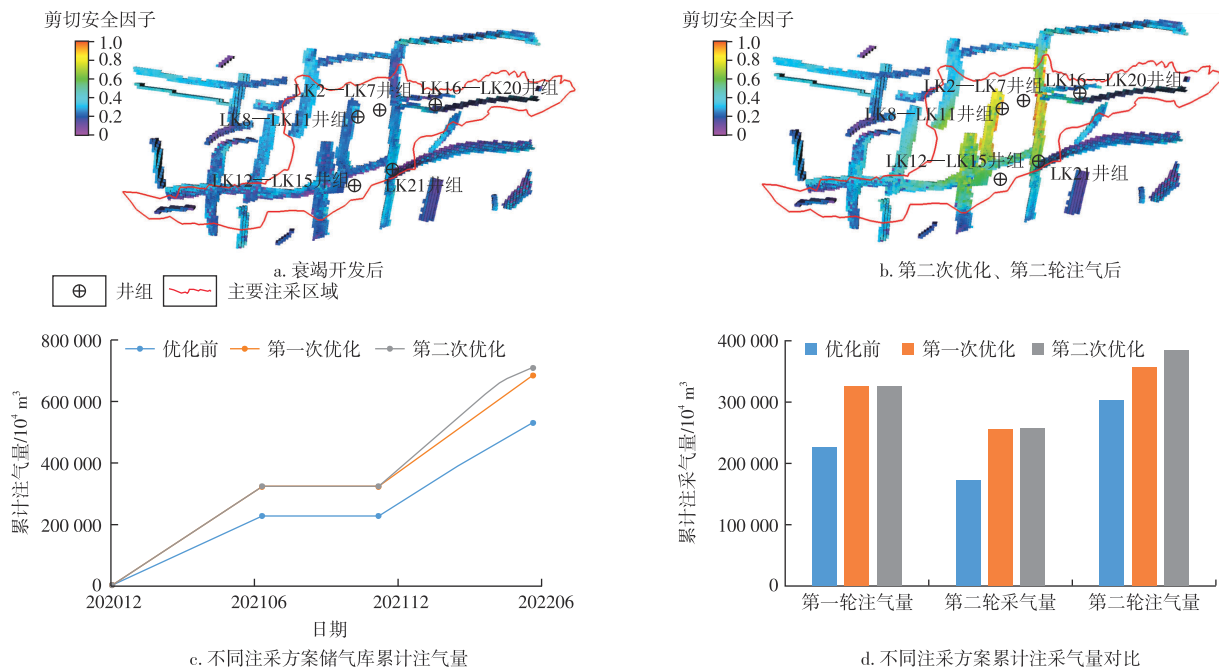 剪切安全因子
1.0
0.8
0.6
0.4
0.2
0
LK2—LK7井组
LK16—LK20井组
LK8—LK11井组
LK12—LK15井组
LK21井组
a. 衰竭开发后
剪切安全因子
1.0
0.8
0.6
0.4
0.2
0
LK2—LK7井组
LK16—LK20井组
LK8—LK11井组
LK12—LK15井组
LK21井组
b. 第二次优化、第二轮注气后
井组
主要注采区域
800 000
600 000
400 000
200 000
0
累计注气量/10⁴ m³
优化前
第一次优化
第二次优化
202012
202106
202112
202206
日期
c. 不同注采方案储气库累计注气量
400 000
300 000
200 000
100 000
0
累计注采气量/10⁴ m³
优化前
第一次优化
第二次优化
第一轮注气量
第二轮采气量
第二轮注气量
d. 不同注采方案累计注采气量对比